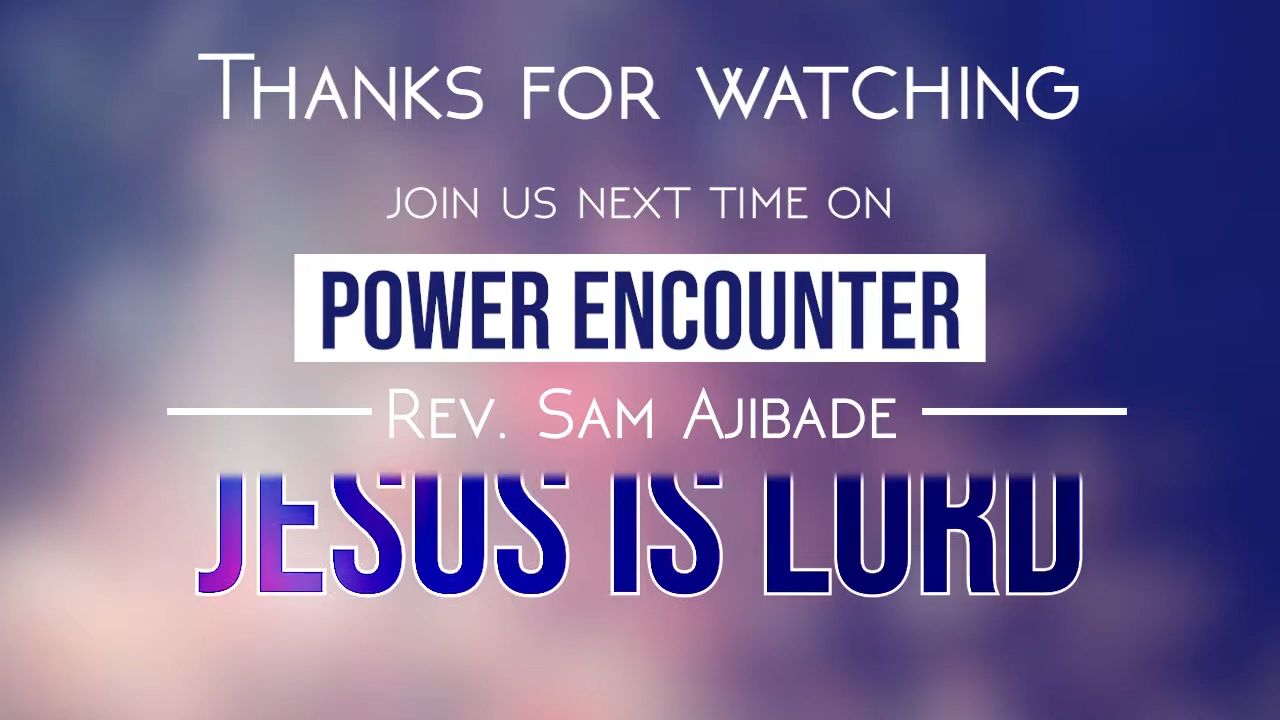 THANKS FOR WATCHING
JOIN US NEXT TIME ON
POWER ENCOUNTER
REV. SAM AJIBADE
JESUS IS LORD